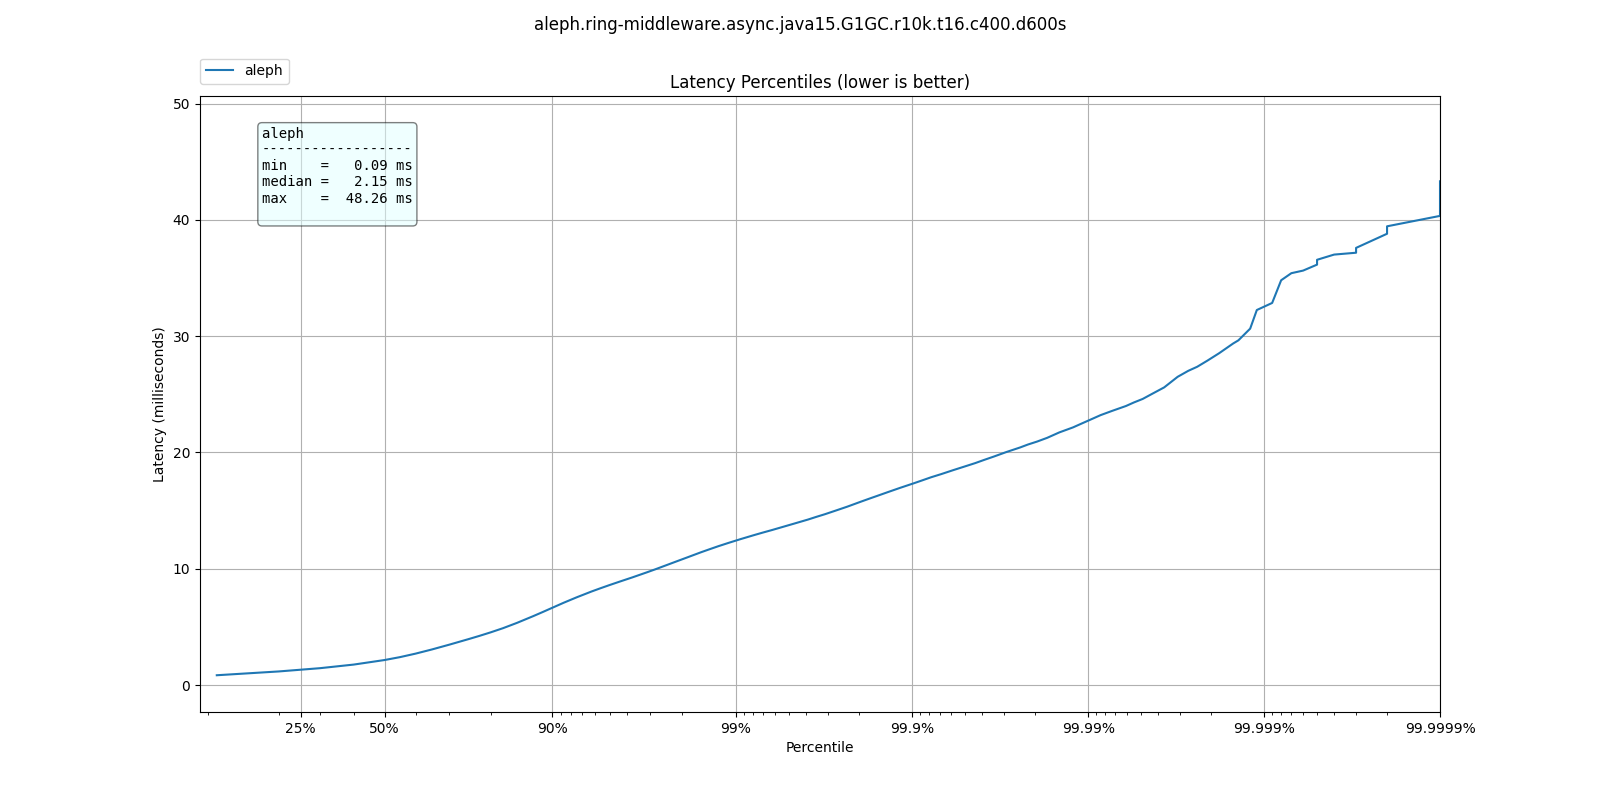 aleph.ring-middleware.async.java15.G1GC.r10k.t16.c400.d600s
aleph
Latency Percentiles (lower is better)
50
40
30
20
10
0
Latency (milliseconds)
aleph
------------------
min    =   0.09 ms
median =   2.15 ms
max    =  48.26 ms
25% 50% 90% 99% 99.9% 99.99% 99.999% 99.9999%
Percentile